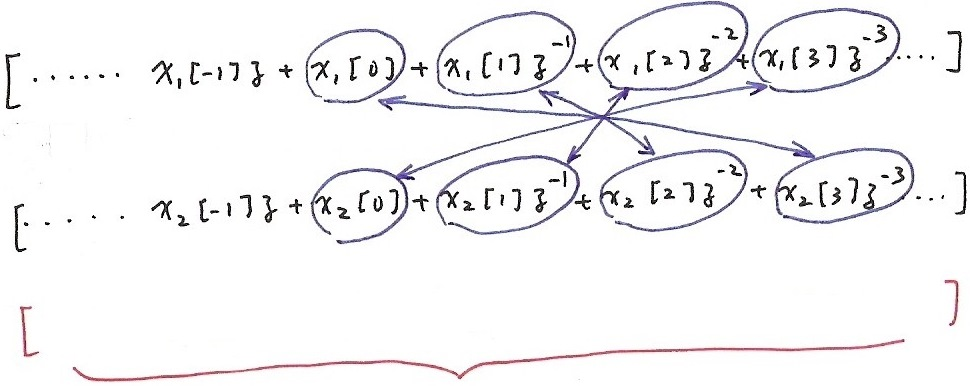 [ ...... x₁[-1]z + x₁[0] + x₁[1]z⁻¹ + x₁[2]z⁻² + x₁[3]z⁻³ .... ]
[ ..... x₂[-1]z + x₂[0] + x₂[1]z⁻¹ + x₂[2]z⁻² + x₂[3]z⁻³ ... ]
[ ]